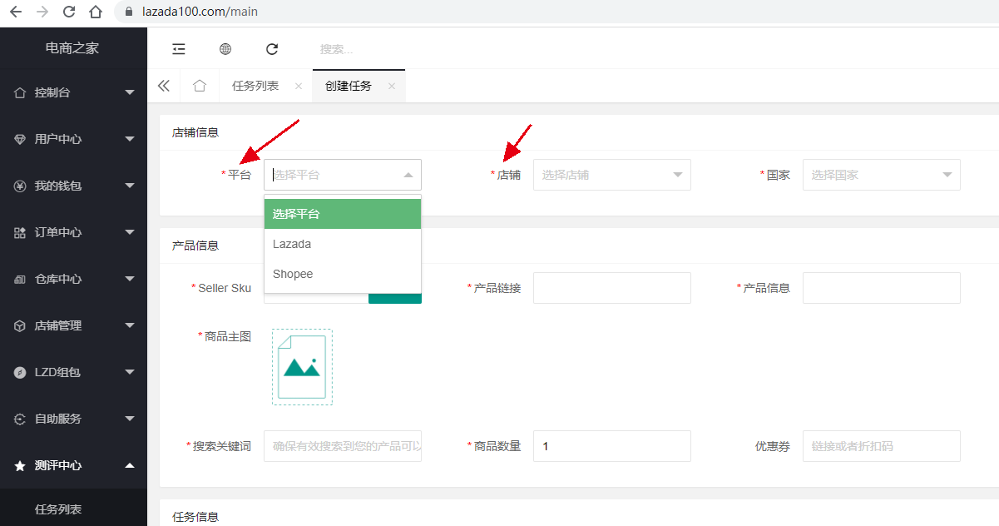 lazada100.com/main
电商之家
搜索...
任务列表
创建任务
控制台
用户中心
我的钱包
订单中心
仓库中心
店铺管理
LZD组包
自助服务
测评中心
任务列表
店铺信息
*平台 选择平台 *店铺 选择店铺 *国家 选择国家
选择平台
Lazada
Shopee
产品信息
*Seller Sku *产品链接 *产品信息
*商品主图
*搜索关键词 确保有效搜索到您的产品可以 *商品数量 1 优惠券 链接或者折扣码
任务信息